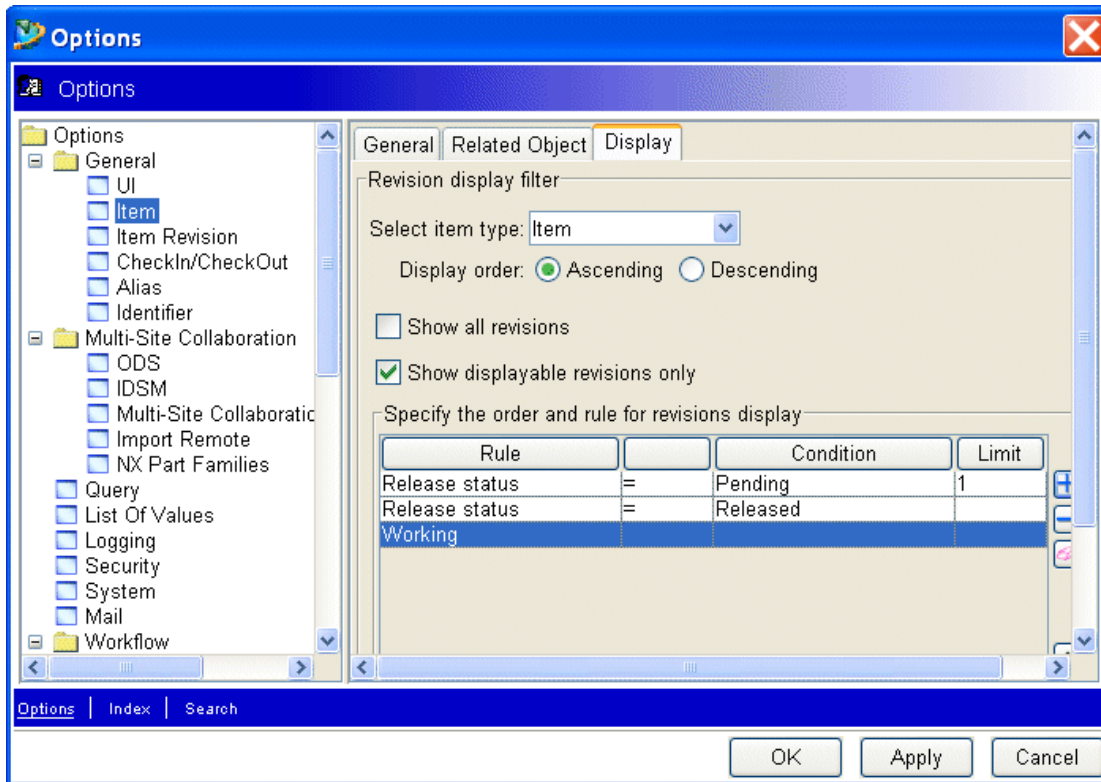 Options
Options
Options
General
UI
Item
Item Revision
CheckIn/CheckOut
Alias
Identifier
Multi-Site Collaboration
ODS
IDSM
Multi-Site Collaboratic
Import Remote
NX Part Families
Query
List Of Values
Logging
Security
System
Mail
Workflow
General Related Object Display
Revision display filter
Select item type: Item
Display order: Ascending Descending
Show all revisions
Show displayable revisions only
Specify the order and rule for revisions display
Rule Condition Limit
Release status = Pending 1
Release status = Released
Working
Options Index Search
OK Apply Cancel